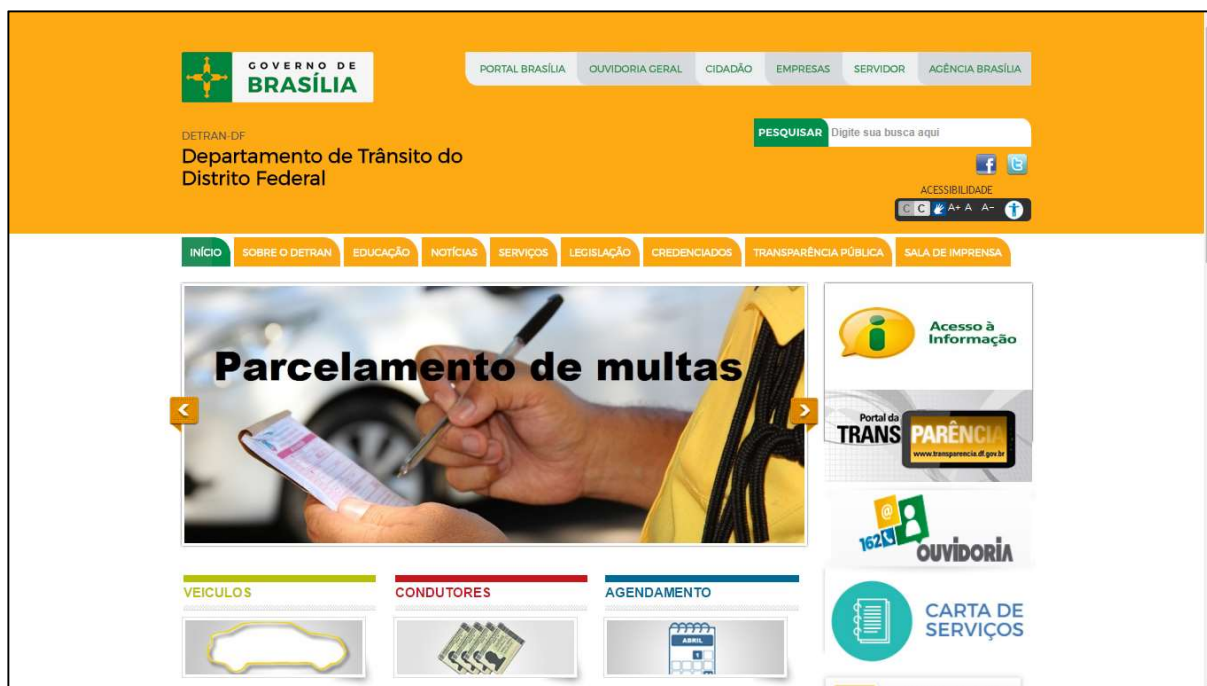 GOVERNO DE
BRASÍLIA
PORTAL BRASÍLIA OUVIDORIA GERAL CIDADÃO EMPRESAS SERVIDOR AGÊNCIA BRASÍLIA
DETRAN-DF
Departamento de Trânsito do
Distrito Federal
PESQUISAR Digite sua busca aqui
f t
ACESSIBILIDADE
C C A+ A A-
INÍCIO SOBRE O DETRAN EDUCAÇÃO NOTÍCIAS SERVIÇOS LEGISLAÇÃO CREDENCIADOS TRANSPARÊNCIA PÚBLICA SALA DE IMPRENSA
Parcelamento de multas
< >
i Acesso à
Informação
Portal da
TRANSPARÊNCIA
www.transparencia.df.gov.br
@
162
OUVIDORIA
CARTA DE
SERVIÇOS
VEICULOS CONDUTORES AGENDAMENTO
ABRIL
1